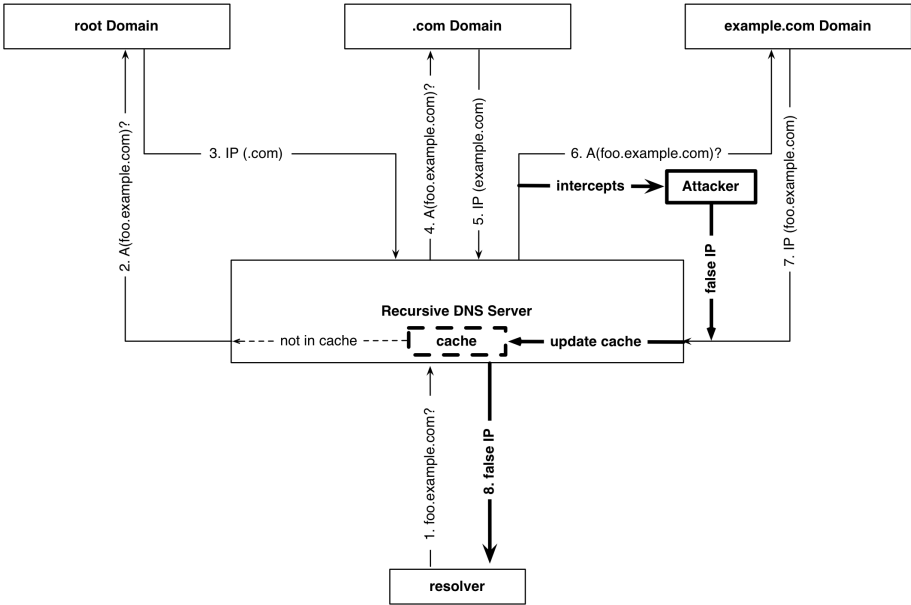 root Domain
.com Domain
example.com Domain
2. A(foo.example.com)?
3. IP (.com)
4. A(foo.example.com)?
5. IP (example.com)
6. A(foo.example.com)?
7. IP (foo.example.com)
intercepts
Attacker
false IP
Recursive DNS Server
not in cache
cache
update cache
1. foo.example.com?
8. false IP
resolver